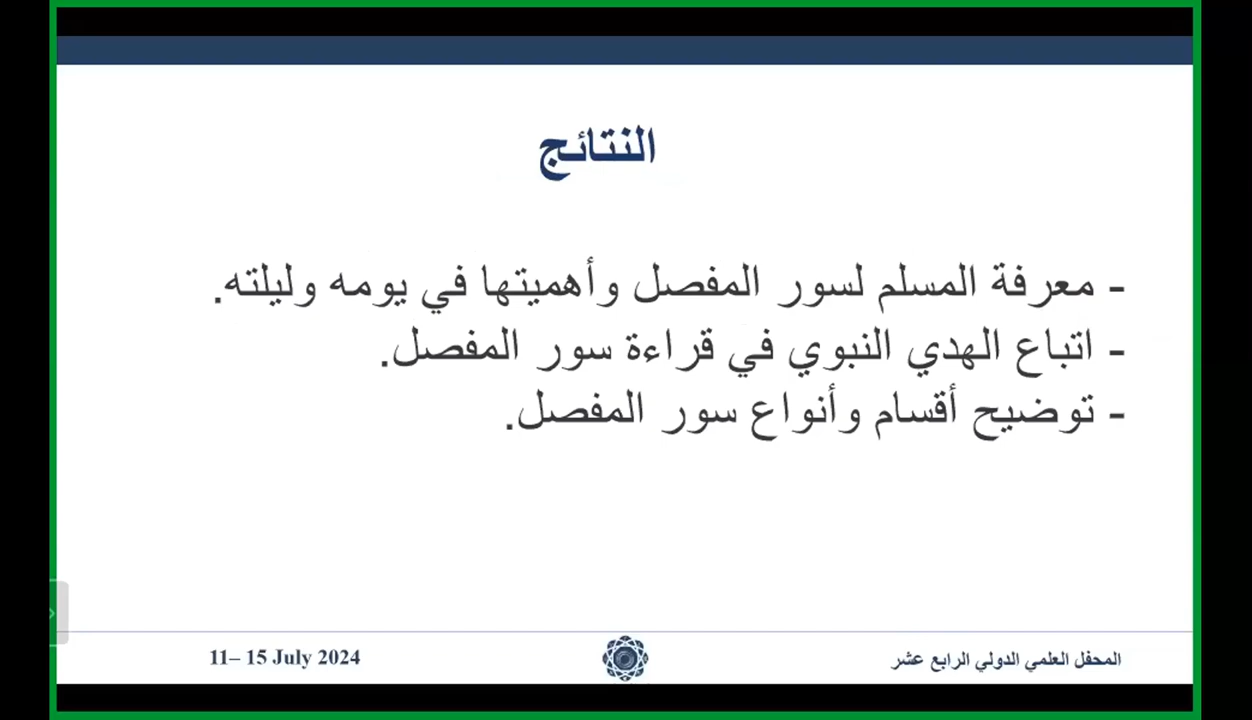 النتائج
- معرفة المسلم لسور المفصل وأهميتها في يومه وليلته.
- اتباع الهدي النبوي في قراءة سور المفصل.
- توضيح أقسام وأنواع سور المفصل.
المحفل العلمي الدولي الرابع عشر
11– 15 July 2024